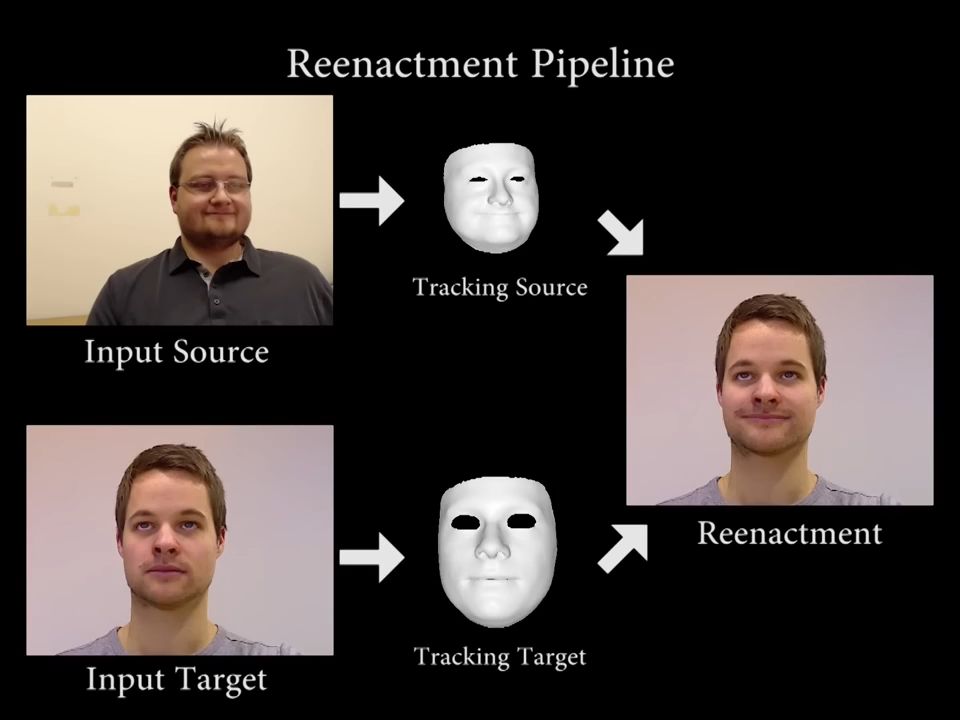 Reenactment Pipeline
Tracking Source
Input Source
Reenactment
Tracking Target
Input Target